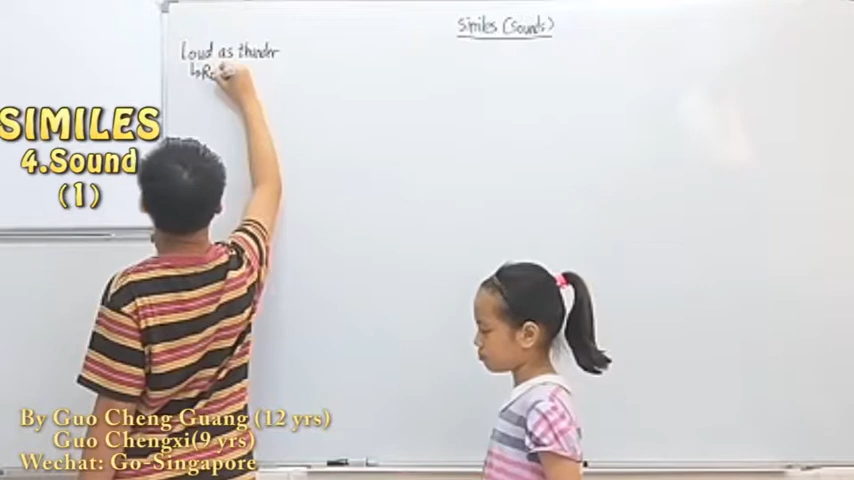 Similes (Sounds)
Loud as thunder
SIMILES
4.Sound
(1)
By Guo Cheng Guang (12 yrs)
Guo Chengxi(9 yrs)
Wechat: Go-Singapore